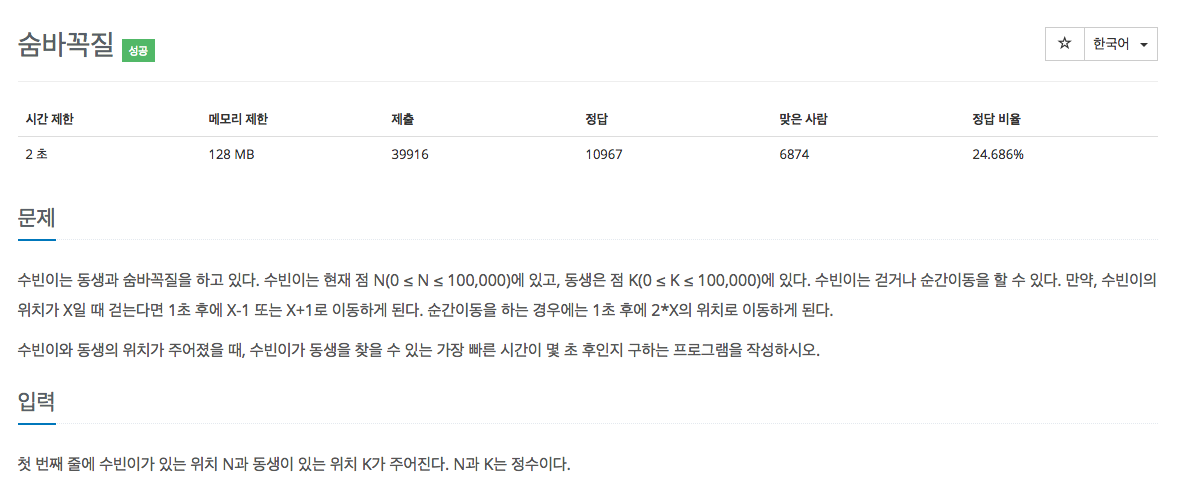 숨바꼭질 성공
☆ 한국어
시간 제한 메모리 제한 제출 정답 맞은 사람 정답 비율
2 초 128 MB 39916 10967 6874 24.686%
문제
수빈이는 동생과 숨바꼭질을 하고 있다. 수빈이는 현재 점 N(0 ≤ N ≤ 100,000)에 있고, 동생은 점 K(0 ≤ K ≤ 100,000)에 있다. 수빈이는 걷거나 순간이동을 할 수 있다. 만약, 수빈이의
위치가 X일 때 걷는다면 1초 후에 X-1 또는 X+1로 이동하게 된다. 순간이동을 하는 경우에는 1초 후에 2*X의 위치로 이동하게 된다.
수빈이와 동생의 위치가 주어졌을 때, 수빈이가 동생을 찾을 수 있는 가장 빠른 시간이 몇 초 후인지 구하는 프로그램을 작성하시오.
입력
첫 번째 줄에 수빈이가 있는 위치 N과 동생이 있는 위치 K가 주어진다. N과 K는 정수이다.